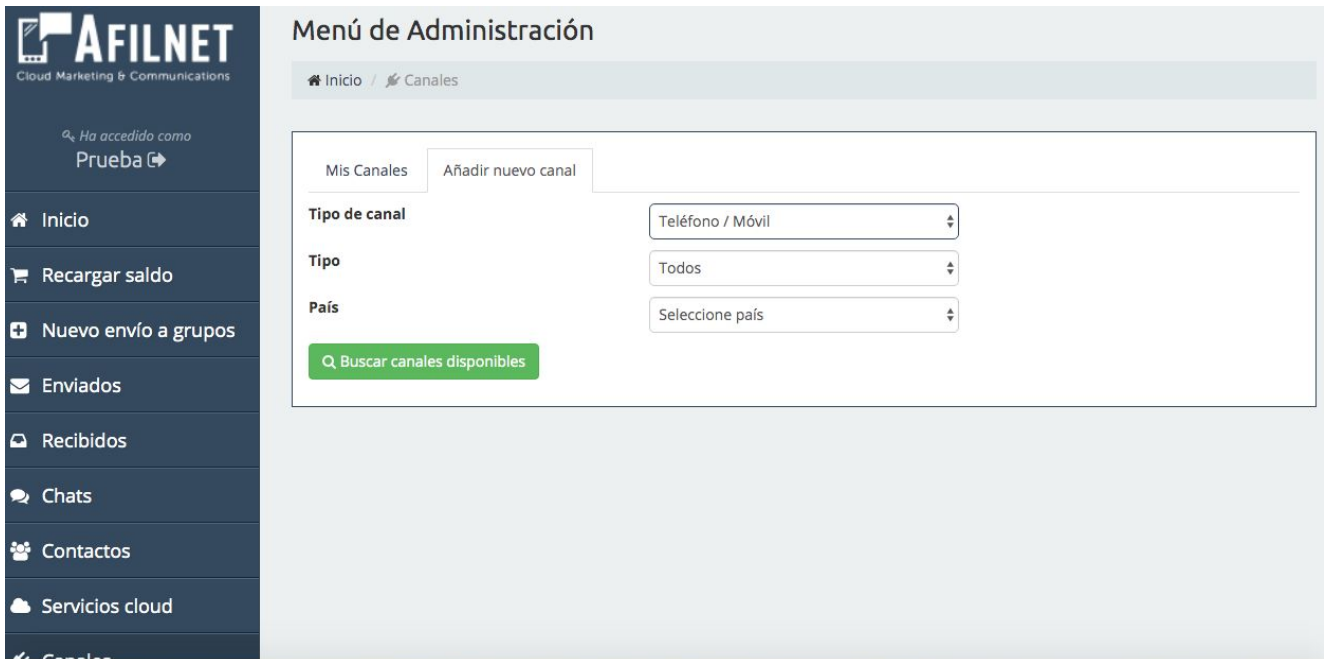 AFILNET
Cloud Marketing & Communications
Ha accedido como
Prueba
Inicio
Recargar saldo
Nuevo envío a grupos
Enviados
Recibidos
Chats
Contactos
Servicios cloud
Canales
Menú de Administración
Inicio / Canales
Mis Canales
Añadir nuevo canal
Tipo de canal
Teléfono / Móvil
Tipo
Todos
País
Seleccione país
Buscar canales disponibles